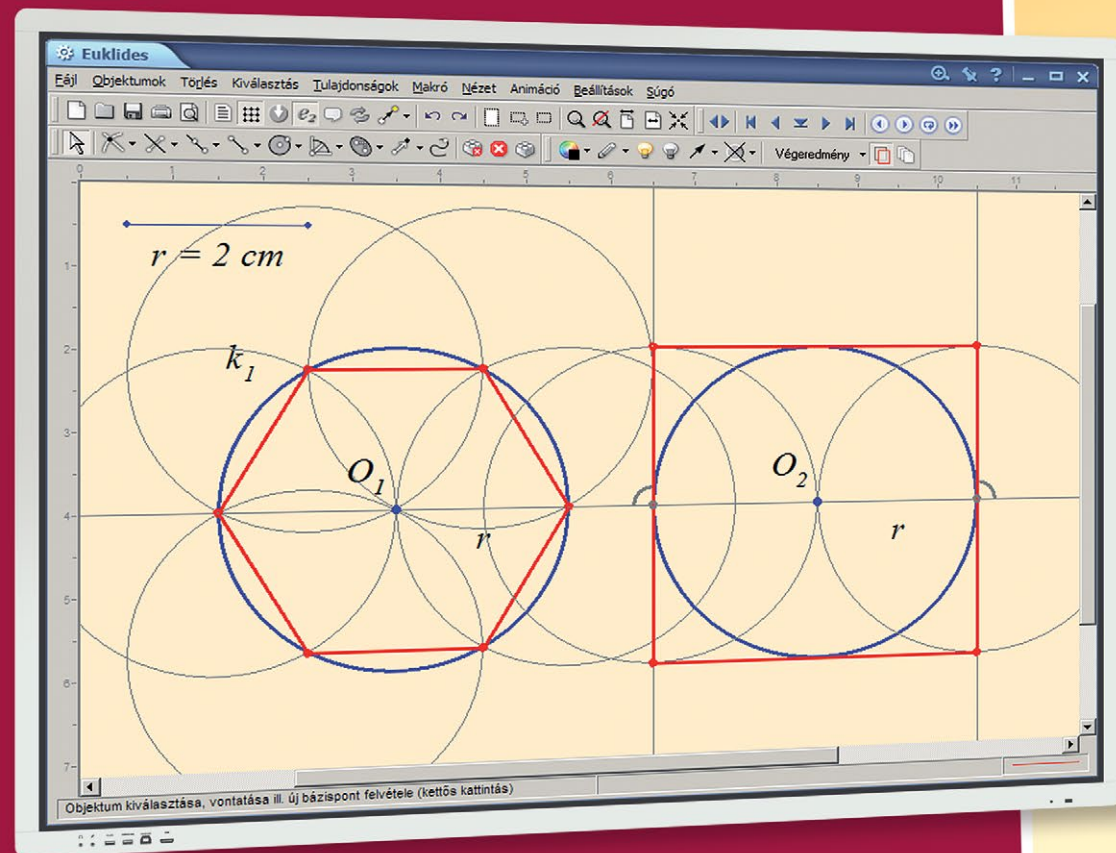 Euklides
Fájl Objektumok Törlés Kiválasztás Tulajdonságok Makró Nézet Animáció Beállítások Súgó
e2
Végeredmény
0 1 2 3 4 5 6 7 8 9 10 11
r = 2 cm
1
2
k1
3
O1
O2
4
r
r
5
6
7
Objektum kiválasztása, vontatása ill. új bázispont felvétele (kettős kattintás)